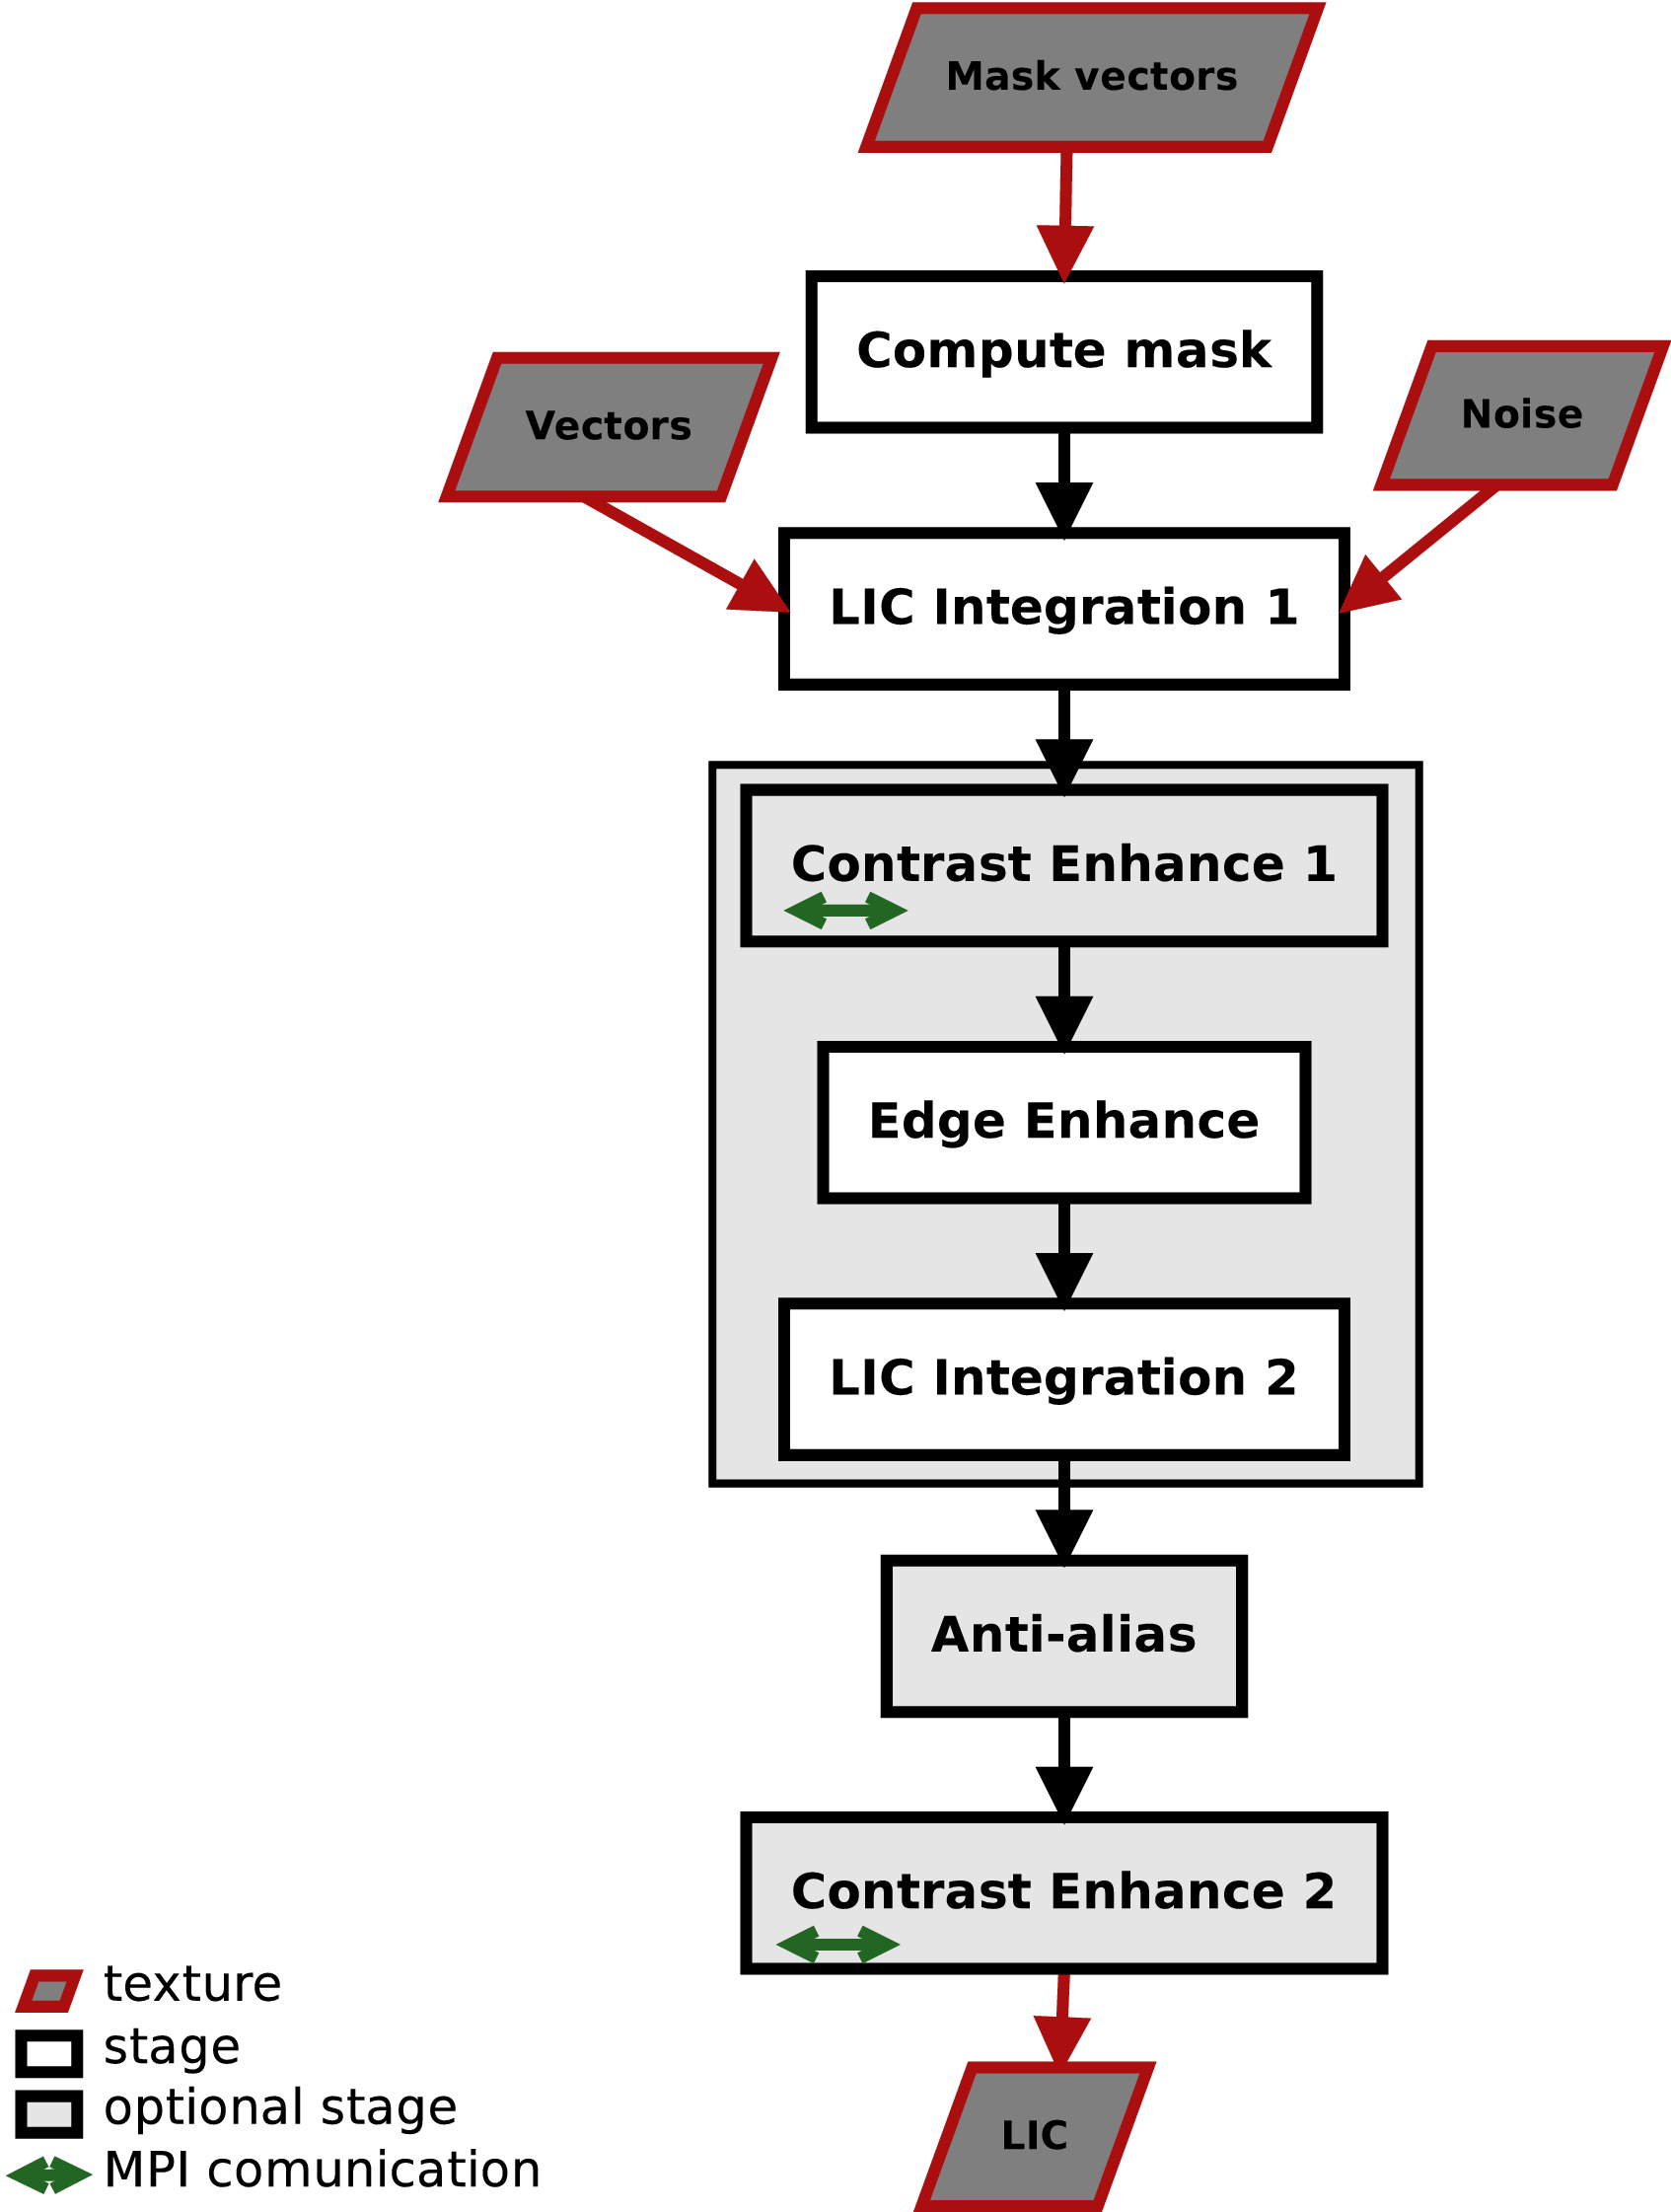 Mask vectors
Compute mask
Vectors
Noise
LIC Integration 1
Contrast Enhance 1
Edge Enhance
LIC Integration 2
Anti-alias
Contrast Enhance 2
LIC
texture
stage
optional stage
MPI comunication